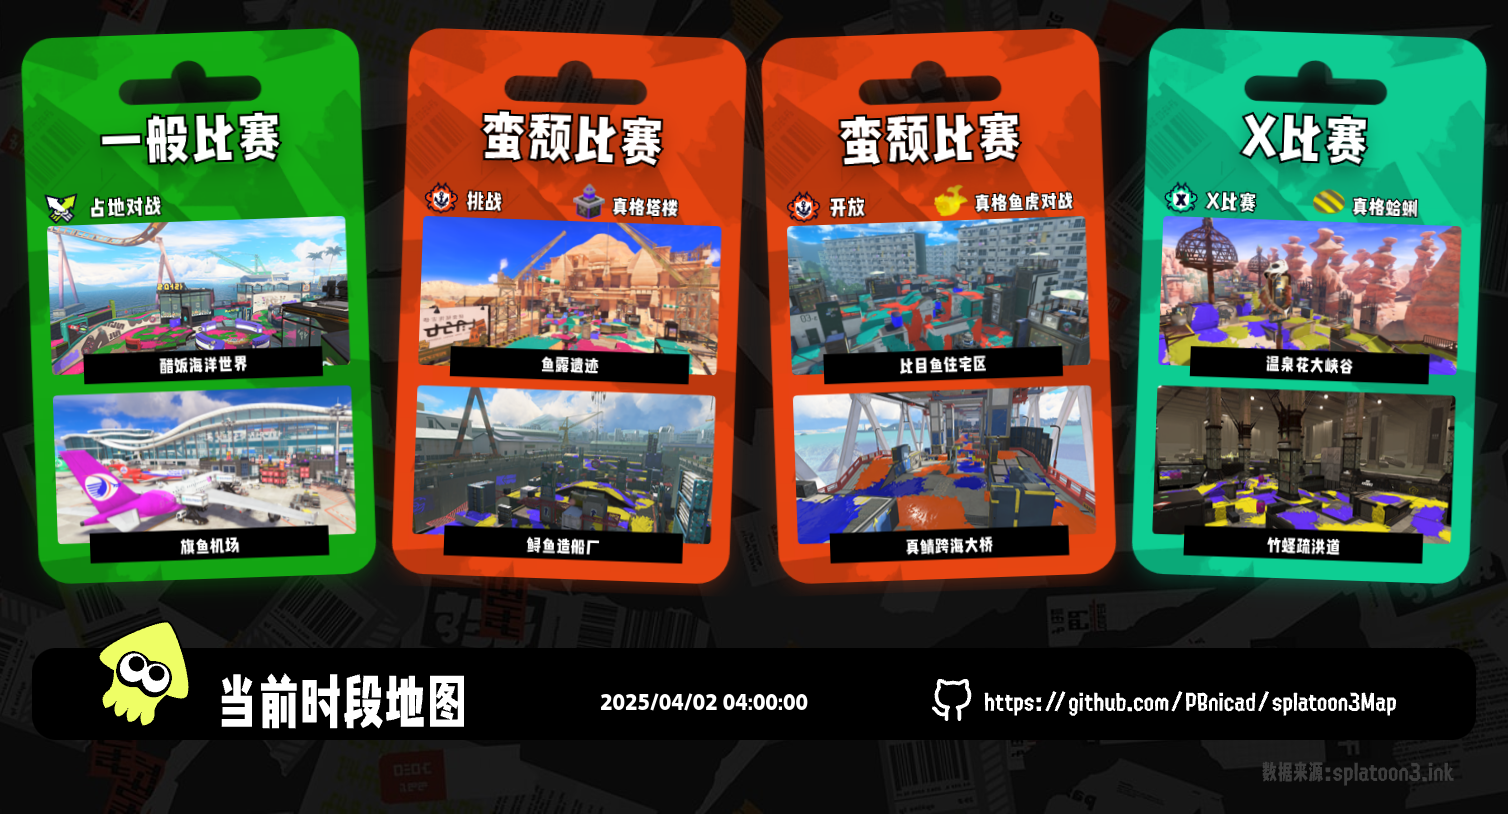 一般比赛
占地对战
醋饭海洋世界
旗鱼机场
蛮颓比赛
挑战
真格塔楼
鱼露遗迹
鲟鱼造船厂
蛮颓比赛
开放
真格鱼虎对战
比目鱼住宅区
真鲭跨海大桥
X比赛
X比赛
真格蛤蜊
温泉花大峡谷
竹蛏疏洪道
当前时段地图
2025/04/02 04:00:00
https://github.com/PBnicad/splatoon3Map
数据来源:splatoon3.ink